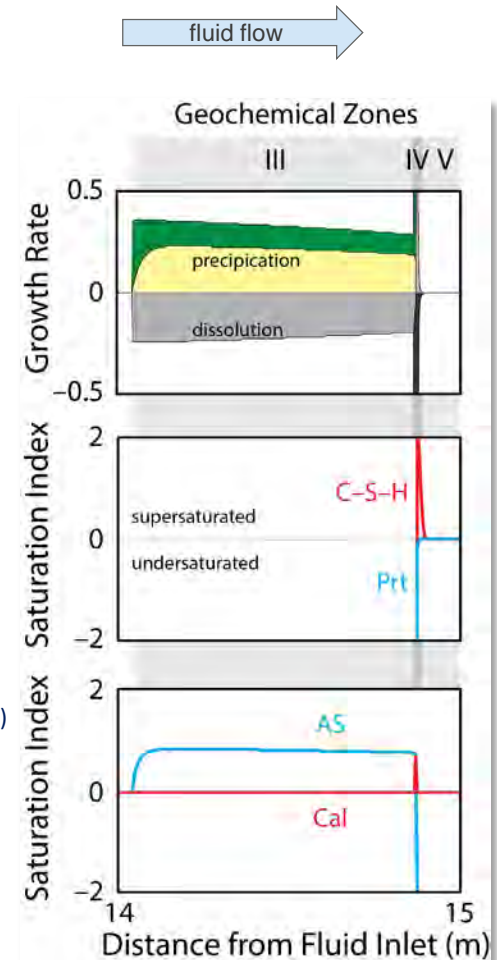 fluid flow
Geochemical Zones
III IV V
Growth Rate
0.5
0
−0.5
precipication
dissolution
Saturation Index
2
0
−2
C–S–H
supersaturated
undersaturated
Prt
)
Saturation Index
2
0
−2
AS
Cal
14 15
Distance from Fluid Inlet (m)